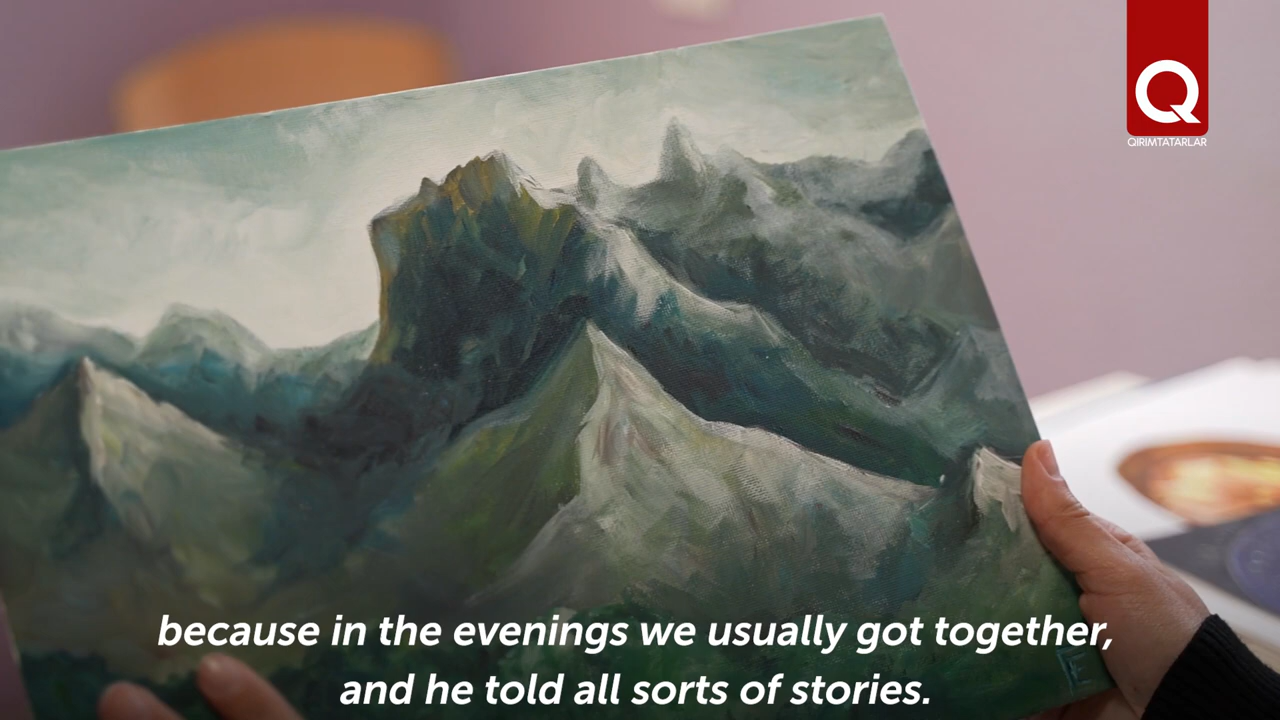 Q
QIRIMTATARLAR
because in the evenings we usually got together,
and he told all sorts of stories.